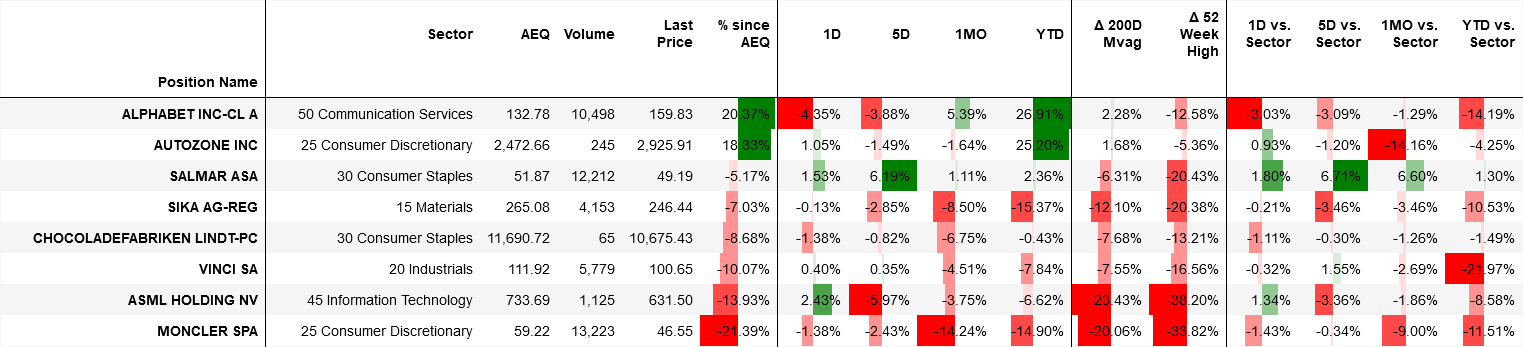 Position Name Sector AEQ Volume Last Price % since AEQ 1D 5D 1MO YTD Δ 200D Mvag Δ 52 Week High 1D vs. Sector 5D vs. Sector 1MO vs. Sector YTD vs. Sector
ALPHABET INC-CL A 50 Communication Services 132.78 10,498 159.83 20.37% -4.35% -3.88% 5.39% 26.91% 2.28% -12.58% -3.03% -3.09% -1.29% -14.19%
AUTOZONE INC 25 Consumer Discretionary 2,472.66 245 2,925.91 18.33% 1.05% -1.49% -1.64% 25.20% 1.68% -5.36% 0.93% -1.20% -14.16% -4.25%
SALMAR ASA 30 Consumer Staples 51.87 12,212 49.19 -5.17% 1.53% 6.19% 1.11% 2.36% -6.31% -20.43% 1.80% 6.71% 6.60% 1.30%
SIKA AG-REG 15 Materials 265.08 4,153 246.44 -7.03% -0.13% -2.85% -8.50% -15.37% -12.10% -20.38% -0.21% -3.46% -3.46% -10.53%
CHOCOLADEFABRIKEN LINDT-PC 30 Consumer Staples 11,690.72 65 10,675.43 -8.68% -1.38% -0.82% -6.75% -0.43% -7.68% -13.21% -1.11% -0.30% -1.26% -1.49%
VINCI SA 20 Industrials 111.92 5,779 100.65 -10.07% 0.40% 0.35% -4.51% -7.84% -7.55% -16.56% -0.32% 1.55% -2.69% -21.97%
ASML HOLDING NV 45 Information Technology 733.69 1,125 631.50 -13.93% 2.43% -5.97% -3.75% -6.62% -23.43% -38.20% 1.34% -3.36% -1.86% -8.58%
MONCLER SPA 25 Consumer Discretionary 59.22 13,223 46.55 -21.39% -1.38% -2.43% -14.24% -14.90% -20.06% -33.82% -1.43% -0.34% -9.00% -11.51%